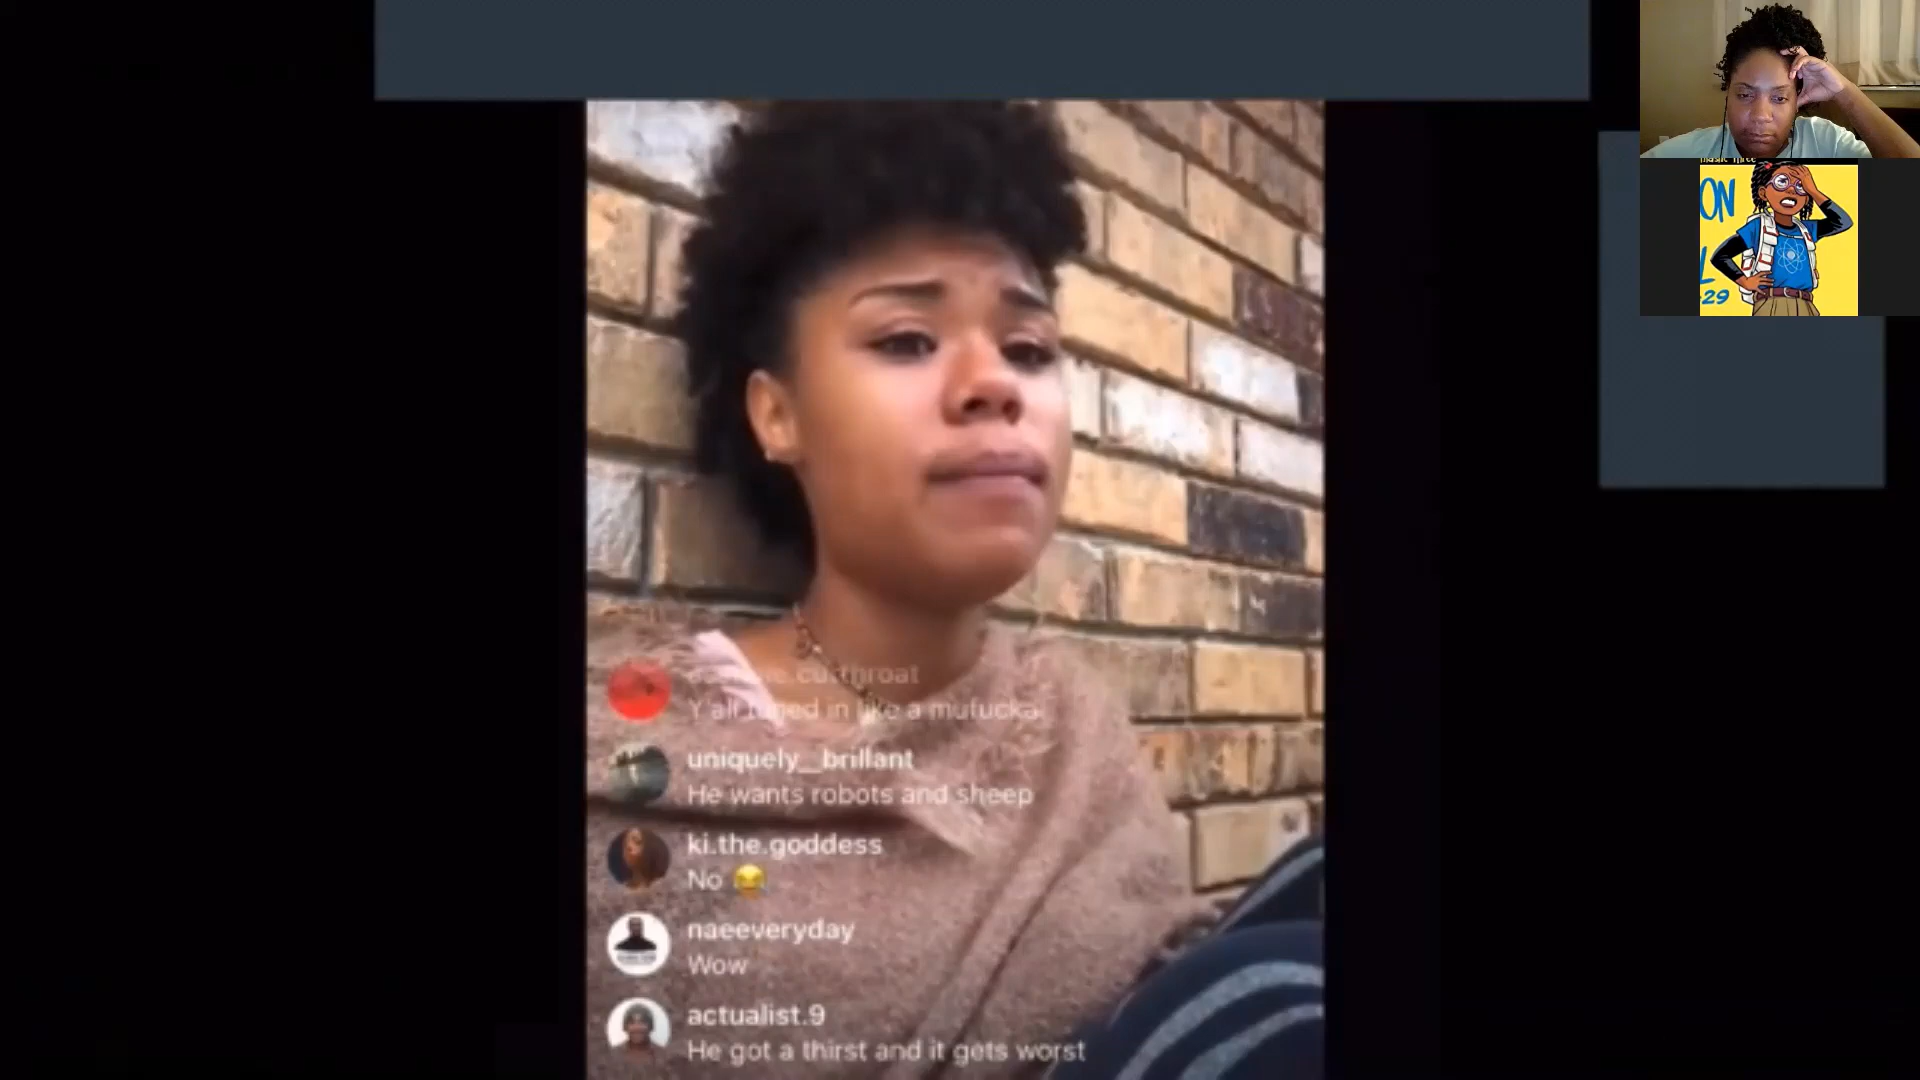 ON
L
29
.cutthroat
Y'all tuned in like a mufucka
uniquely__brillant
He wants robots and sheep
ki.the.goddess
No 😂
naeeveryday
Wow
actualist.9
He got a thirst and it gets worst